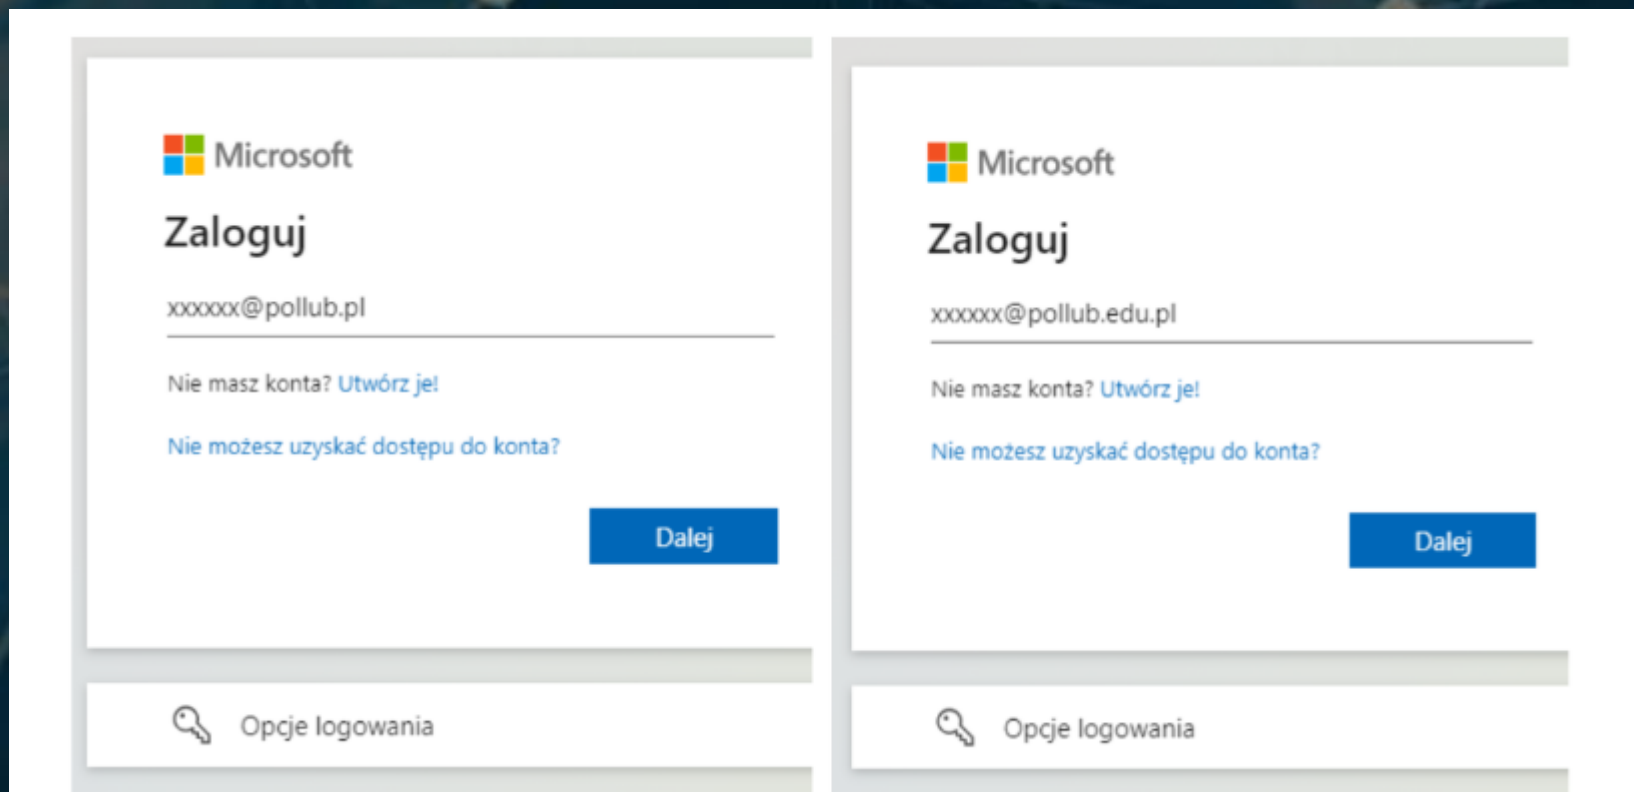 Microsoft
Zaloguj
xxxxxx@pollub.pl
Nie masz konta? Utwórz je!
Nie możesz uzyskać dostępu do konta?
Dalej
Opcje logowania
Microsoft
Zaloguj
xxxxxx@pollub.edu.pl
Nie masz konta? Utwórz je!
Nie możesz uzyskać dostępu do konta?
Dalej
Opcje logowania